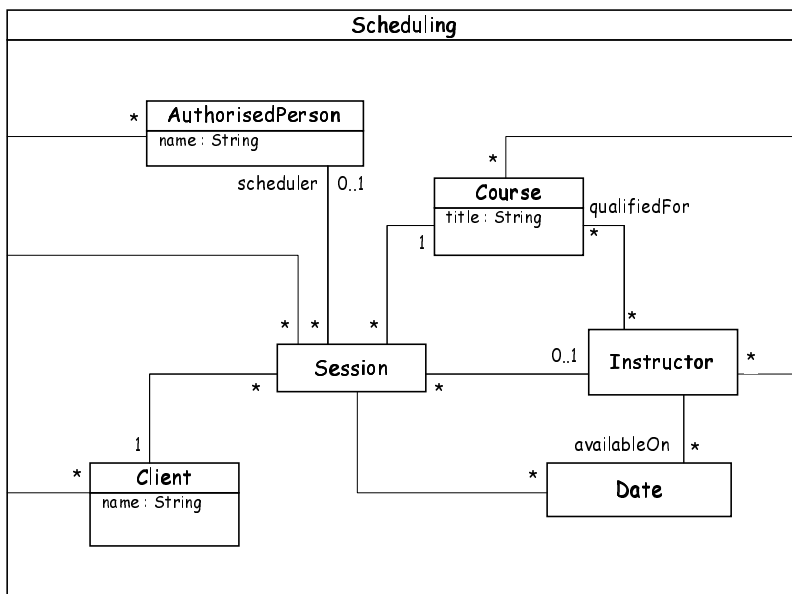 Scheduling
AuthorisedPerson
*
name : String
scheduler
0..1
*
Course
title : String
qualifiedFor
*
1
*
*
*
*
Session
0..1
Instructor
*
*
*
1
availableOn
*
*
Client
name : String
*
Date